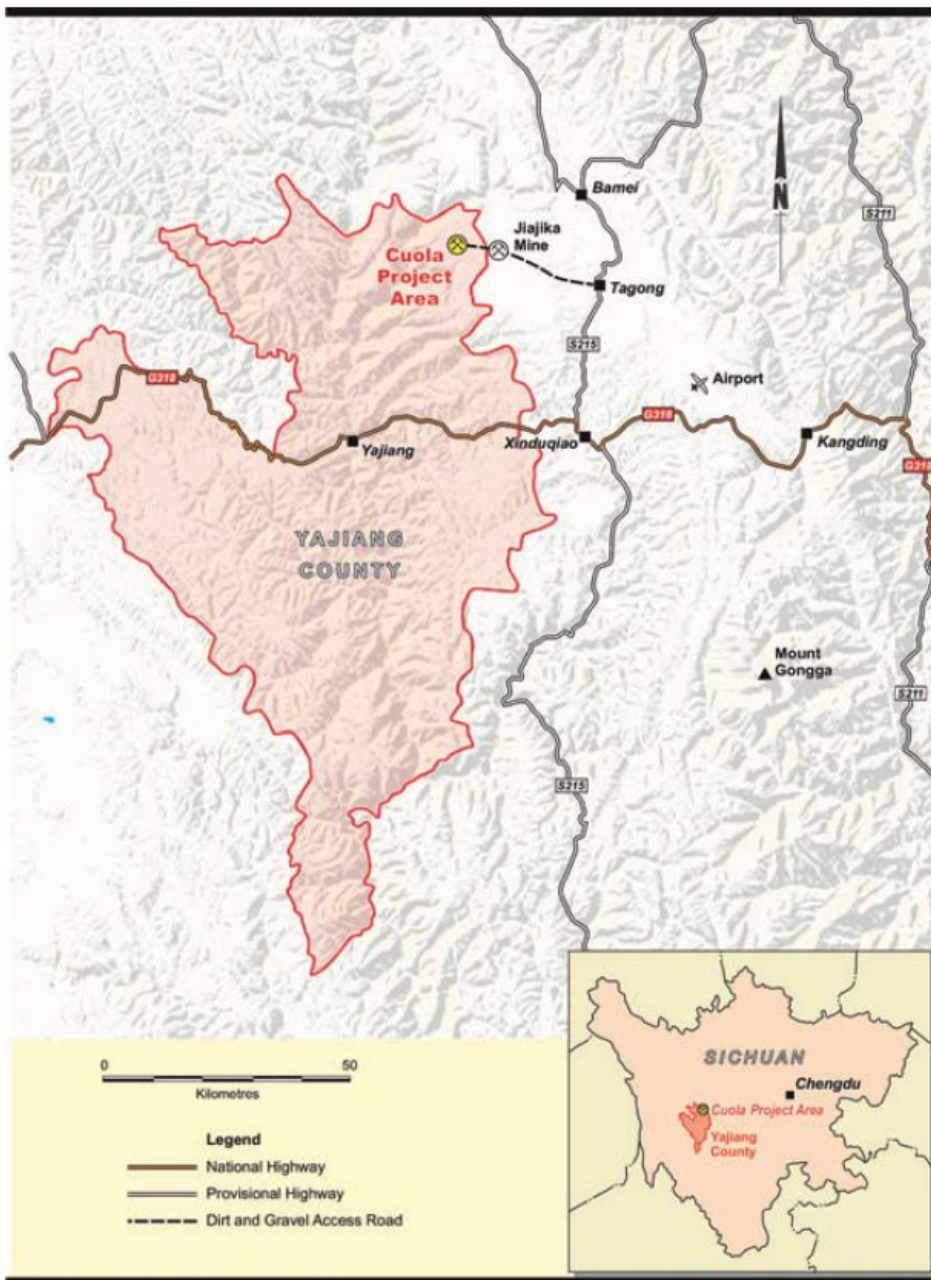 Bamei
N
S211
Jiajika
Mine
Cuola
Project
Area
Tagong
S215
Airport
G318
G318
Yajiang
Xinduqiao
Kangding
G318
YAJIANG
COUNTY
Mount
Gongga
S211
S215
0 50
Kilometres
Legend
National Highway
Provisional Highway
Dirt and Gravel Access Road
SICHUAN
Chengdu
Cuola Project Area
Yajiang
County